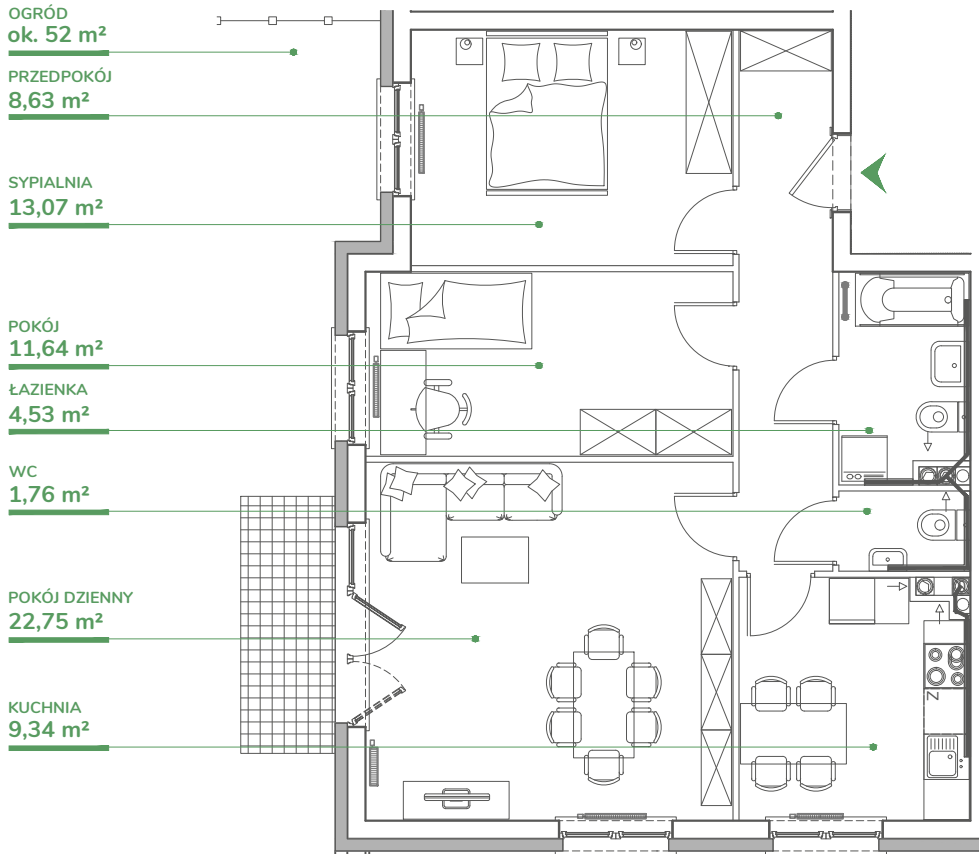 OGRÓD
ok. 52 m²
PRZEDPOKÓJ
8,63 m²
SYPIALNIA
13,07 m²
POKÓJ
11,64 m²
ŁAZIENKA
4,53 m²
WC
1,76 m²
POKÓJ DZIENNY
22,75 m²
KUCHNIA
9,34 m²
Z